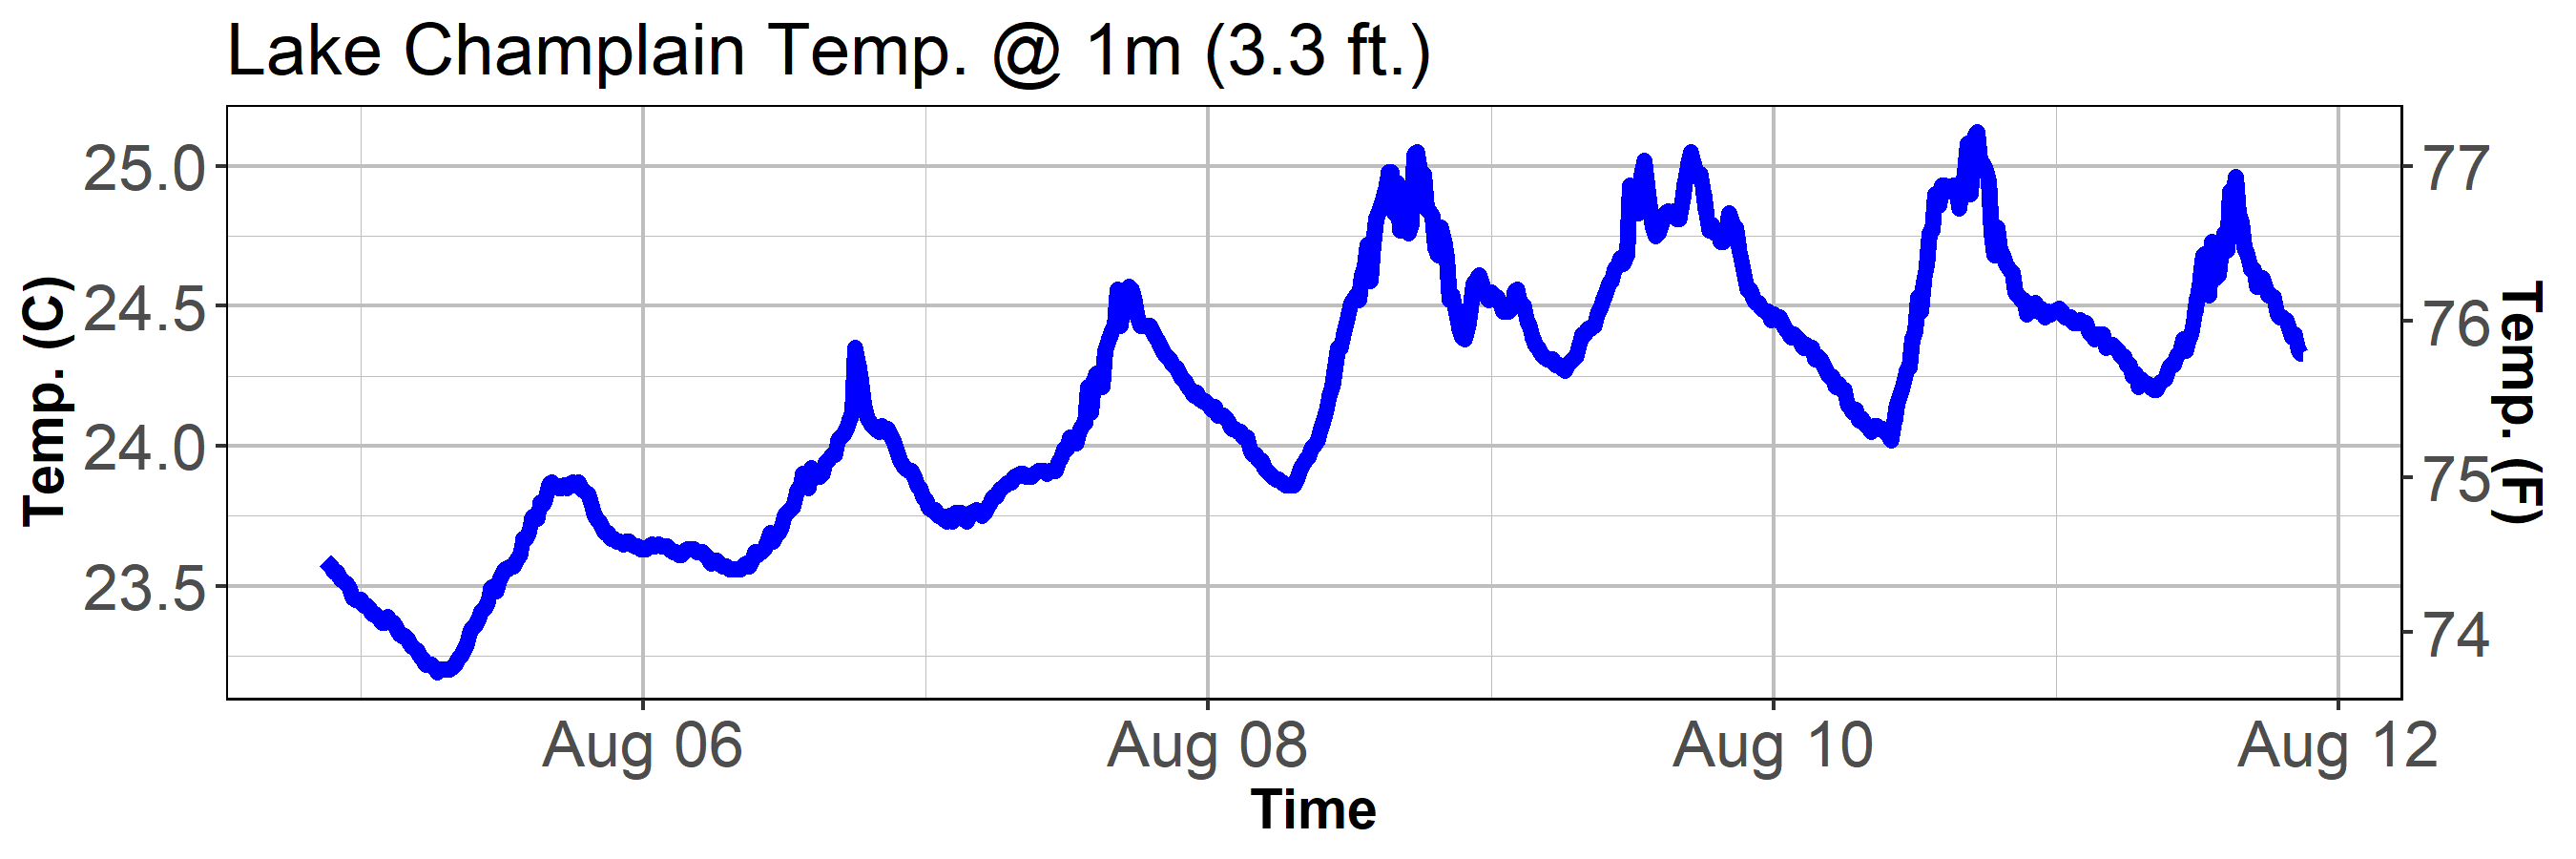 Lake Champlain Temp. @ 1m (3.3 ft.)
Temp. (C)
25.0
24.5
24.0
23.5
77
76
75
74
Temp. (F)
Aug 06 Aug 08 Aug 10 Aug 12
Time